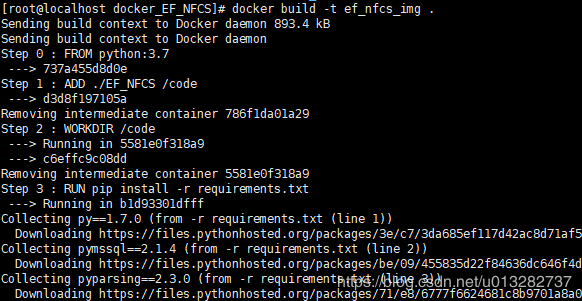 [root@localhost docker_EF_NFCS]# docker build -t ef_nfcs_img .
Sending build context to Docker daemon 893.4 kB
Sending build context to Docker daemon
Step 0 : FROM python:3.7
 ---> 737a455d8d0e
Step 1 : ADD ./EF_NFCS /code
 ---> d3d8f197105a
Removing intermediate container 786f1da01a29
Step 2 : WORKDIR /code
 ---> Running in 5581e0f318a9
 ---> c6effc9c08dd
Removing intermediate container 5581e0f318a9
Step 3 : RUN pip install -r requirements.txt
 ---> Running in b1d93301dfff
Collecting py==1.7.0 (from -r requirements.txt (line 1))
  Downloading https://files.pythonhosted.org/packages/3e/c7/3da685ef117d42ac8d71af5
Collecting pymssql==2.1.4 (from -r requirements.txt (line 2))
  Downloading https://files.pythonhosted.org/packages/be/09/455835d22f84636dc646f4d
Collecting pyparsing==2.3.0 (from -r requirements.txt (line 3))
  Downloading https://files.pythonhosted.org/packages/71/e8/6777f6624681c8b9701a8a
https://blog.csdn.net/u013282737